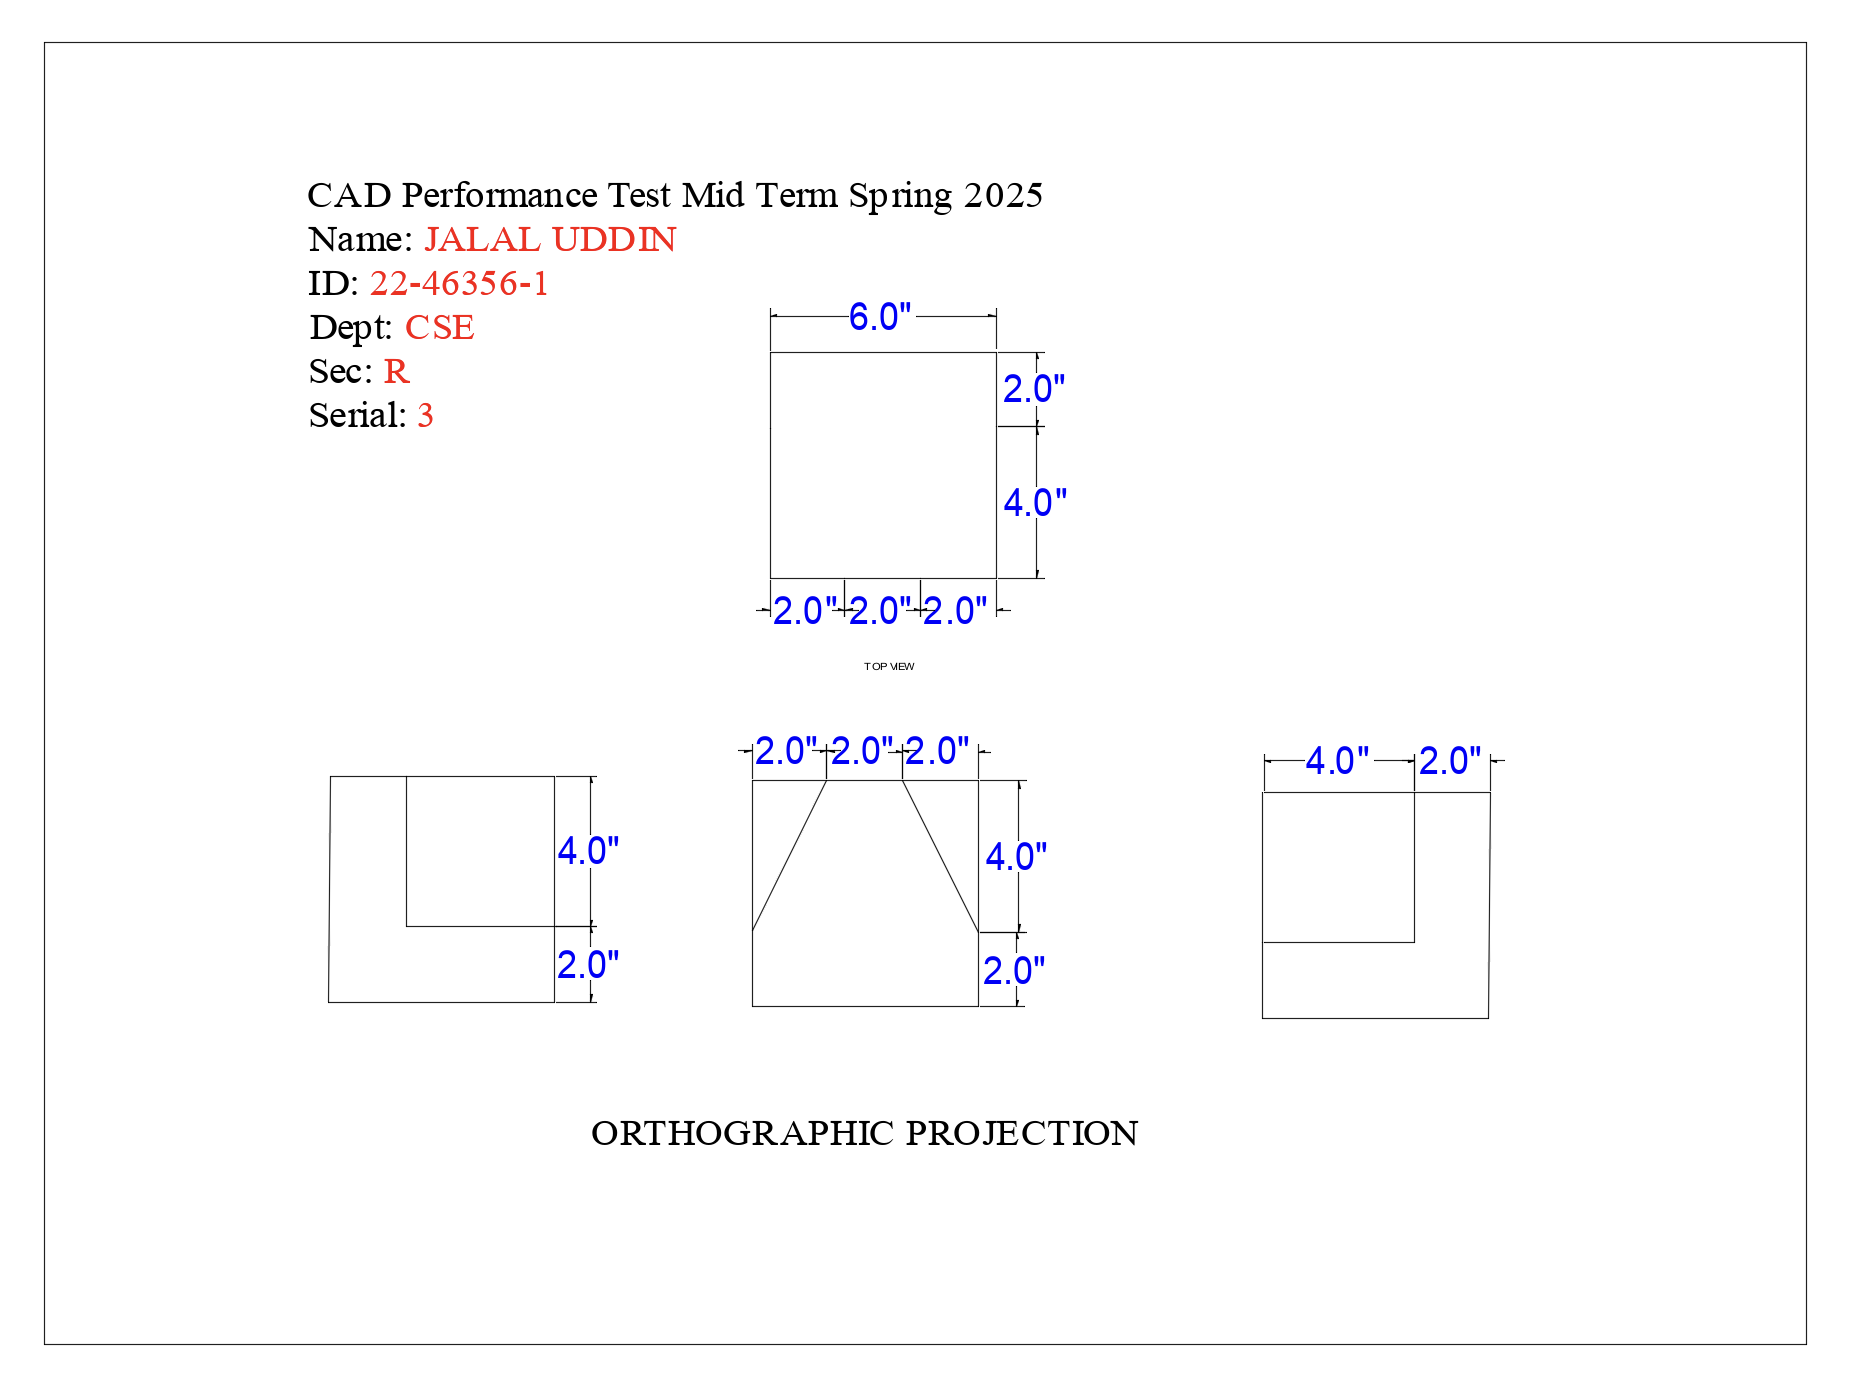 CAD Performance Test Mid Term Spring 2025
Name: JALAL UDDIN
ID: 22-46356-1
Dept: CSE
Sec: R
Serial: 3
6.0"
2.0"
4.0"
2.0" 2.0" 2.0"
TOP VIEW
2.0" 2.0" 2.0"
4.0" 2.0"
4.0"
4.0"
2.0"
2.0"
ORTHOGRAPHIC PROJECTION